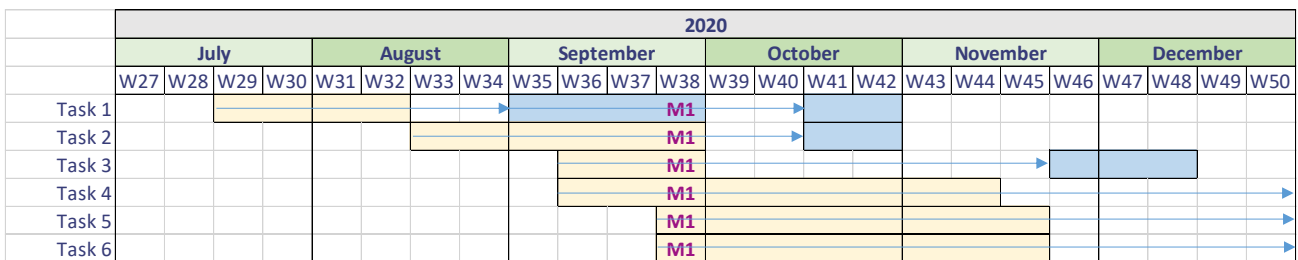 2020
July August September October November December
W27 W28 W29 W30 W31 W32 W33 W34 W35 W36 W37 W38 W39 W40 W41 W42 W43 W44 W45 W46 W47 W48 W49 W50
Task 1 M1
Task 2 M1
Task 3 M1
Task 4 M1
Task 5 M1
Task 6 M1